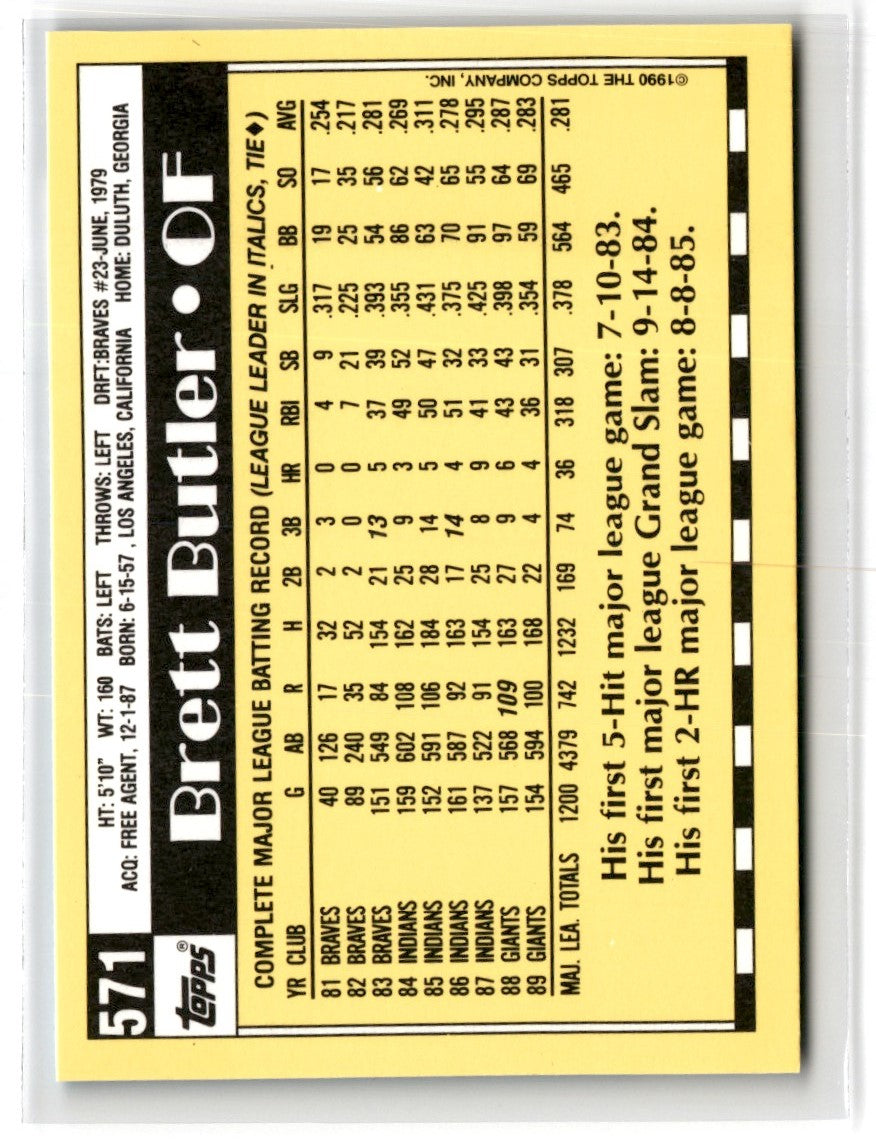 571
HT: 5'10" WT: 160 BATS: LEFT THROWS: LEFT DRFT:BRAVES #23-JUNE, 1979
ACQ: FREE AGENT, 12-1-87 BORN: 6-15-57 , LOS ANGELES, CALIFORNIA HOME: DULUTH, GEORGIA
topps®
Brett Butler • OF
COMPLETE MAJOR LEAGUE BATTING RECORD (LEAGUE LEADER IN ITALICS, TIE♦)
YR CLUB G AB R H 2B 3B HR RBI SB SLG BB SO AVG
81 BRAVES 40 126 17 32 2 3 0 4 9 .317 19 17 .254
82 BRAVES 89 240 35 52 2 0 0 7 21 .225 25 35 .217
83 BRAVES 151 549 84 154 21 13 5 37 39 .393 54 56 .281
84 INDIANS 159 602 108 162 25 9 3 49 52 .355 86 62 .269
85 INDIANS 152 591 106 184 28 14 5 50 47 .431 63 42 .311
86 INDIANS 161 587 92 163 17 14 4 51 32 .375 70 65 .278
87 INDIANS 137 522 91 154 25 8 9 41 33 .425 91 55 .295
88 GIANTS 157 568 109 163 27 9 6 43 43 .398 97 64 .287
89 GIANTS 154 594 100 168 22 4 4 36 31 .354 59 69 .283
MAJ. LEA. TOTALS 1200 4379 742 1232 169 74 36 318 307 .378 564 465 .281
His first 5-Hit major league game: 7-10-83.
His first major league Grand Slam: 9-14-84.
His first 2-HR major league game: 8-8-85.
©1990 THE TOPPS COMPANY, INC.